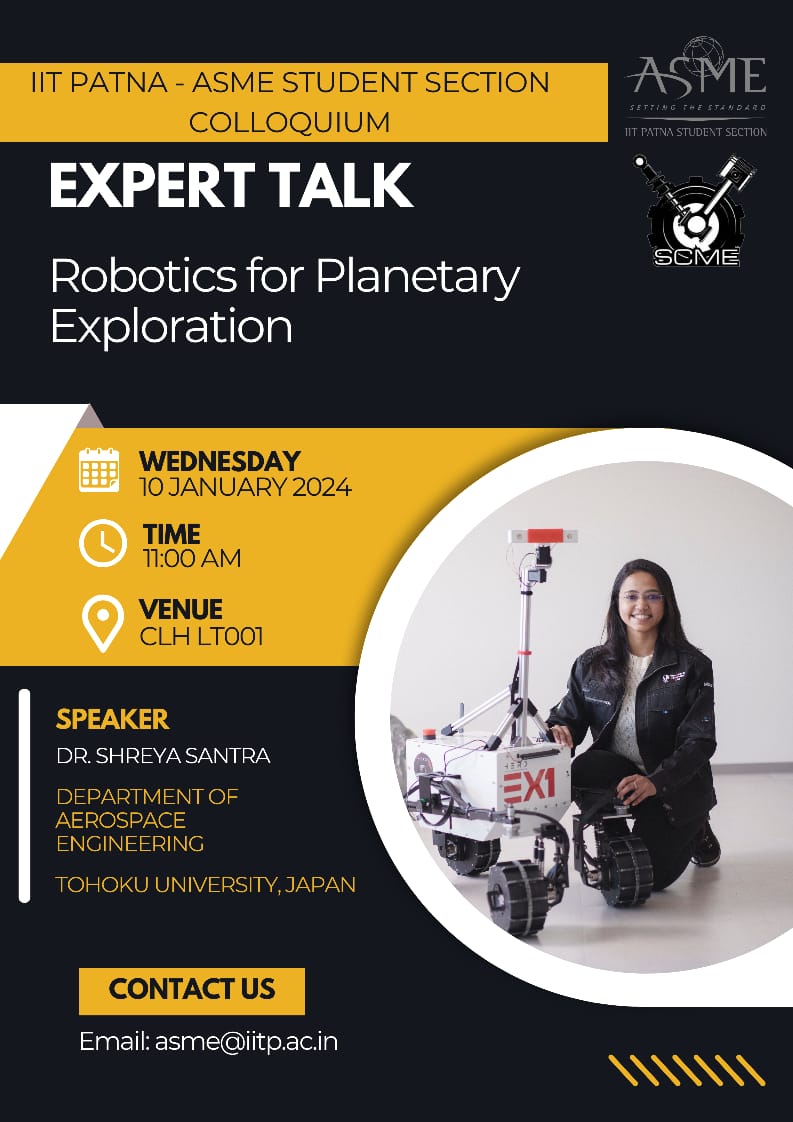 IIT PATNA - ASME STUDENT SECTION
COLLOQUIUM
ASME
SETTING THE STANDARD
IIT PATNA STUDENT SECTION
SCME
EXPERT TALK
Robotics for Planetary
Exploration
WEDNESDAY
10 JANUARY 2024
TIME
11:00 AM
VENUE
CLH LT001
HERO
EX1
SPEAKER
DR. SHREYA SANTRA
DEPARTMENT OF
AEROSPACE
ENGINEERING
TOHOKU UNIVERSITY, JAPAN
CONTACT US
Email: asme@iitp.ac.in